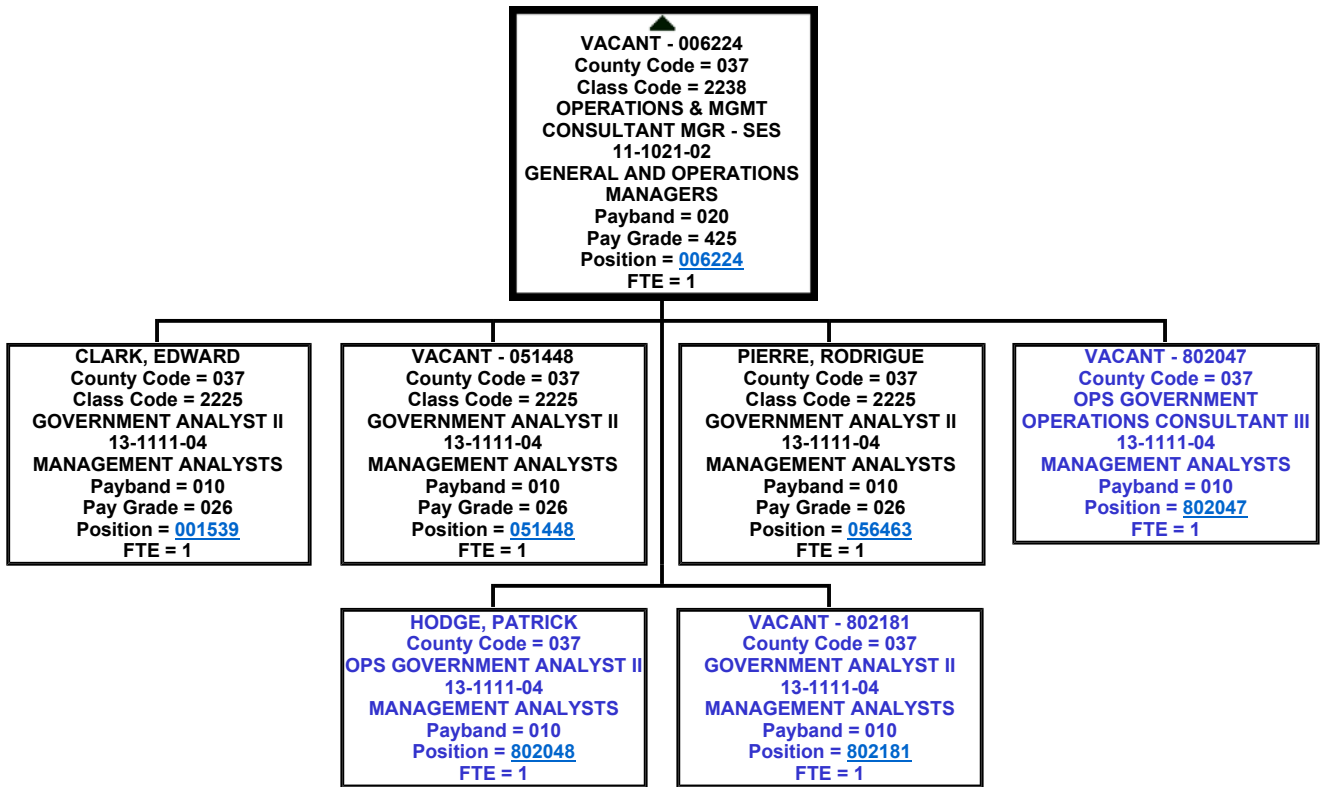 VACANT - 006224
County Code = 037
Class Code = 2238
OPERATIONS & MGMT
CONSULTANT MGR - SES
11-1021-02
GENERAL AND OPERATIONS
MANAGERS
Payband = 020
Pay Grade = 425
Position = 006224
FTE = 1
CLARK, EDWARD
County Code = 037
Class Code = 2225
GOVERNMENT ANALYST II
13-1111-04
MANAGEMENT ANALYSTS
Payband = 010
Pay Grade = 026
Position = 001539
FTE = 1
VACANT - 051448
County Code = 037
Class Code = 2225
GOVERNMENT ANALYST II
13-1111-04
MANAGEMENT ANALYSTS
Payband = 010
Pay Grade = 026
Position = 051448
FTE = 1
PIERRE, RODRIGUE
County Code = 037
Class Code = 2225
GOVERNMENT ANALYST II
13-1111-04
MANAGEMENT ANALYSTS
Payband = 010
Pay Grade = 026
Position = 056463
FTE = 1
VACANT - 802047
County Code = 037
OPS GOVERNMENT
OPERATIONS CONSULTANT III
13-1111-04
MANAGEMENT ANALYSTS
Payband = 010
Position = 802047
FTE = 1
HODGE, PATRICK
County Code = 037
OPS GOVERNMENT ANALYST II
13-1111-04
MANAGEMENT ANALYSTS
Payband = 010
Position = 802048
FTE = 1
VACANT - 802181
County Code = 037
GOVERNMENT ANALYST II
13-1111-04
MANAGEMENT ANALYSTS
Payband = 010
Position = 802181
FTE = 1